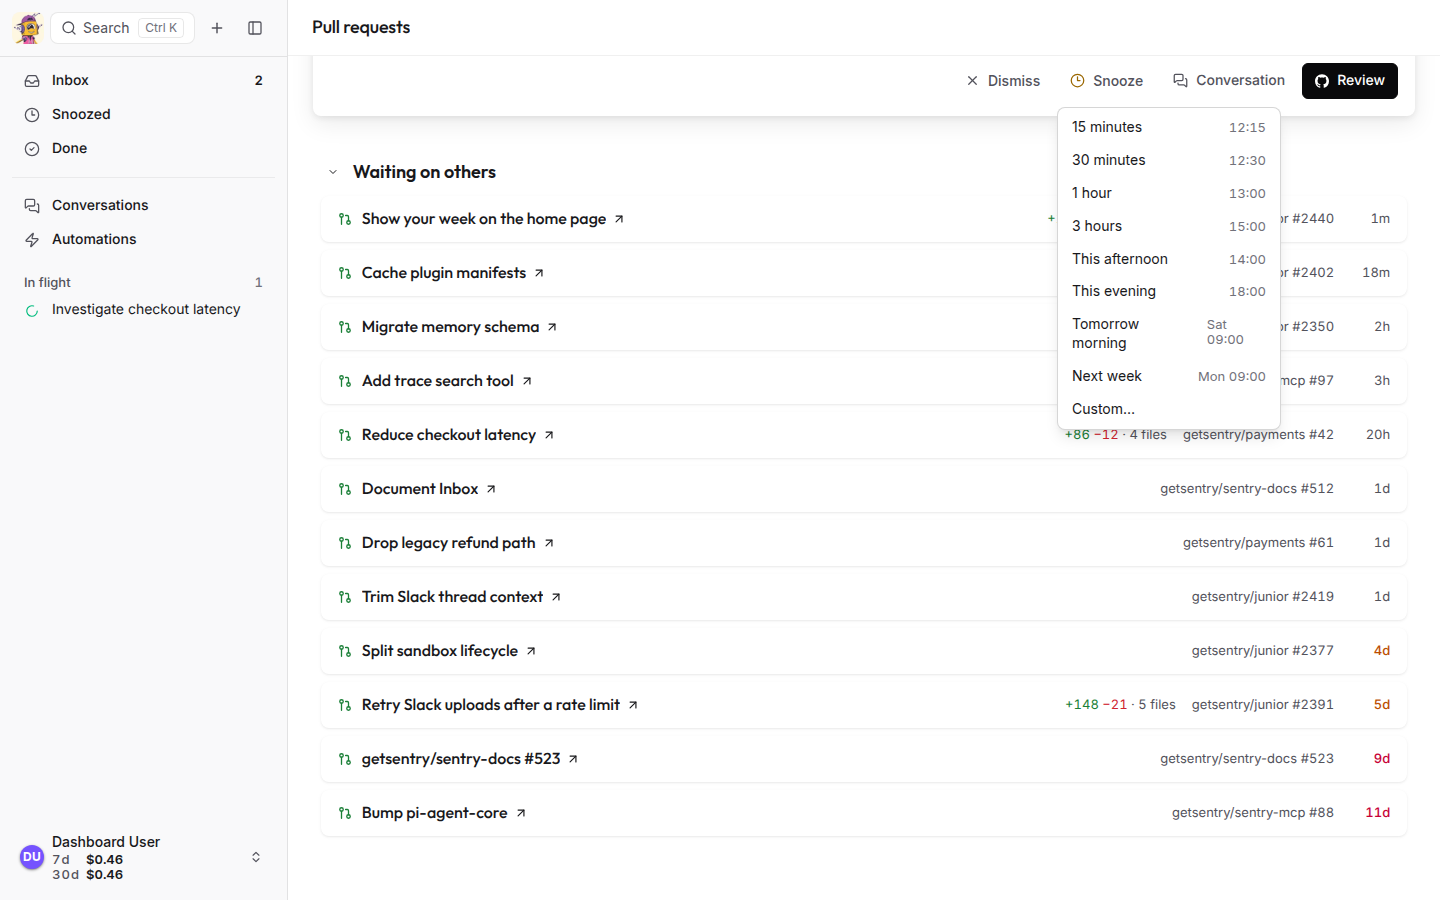 Search Ctrl K
Pull requests
Inbox 2
Snoozed
Done
Conversations
Automations
In flight 1
Investigate checkout latency
Dashboard User
DU
7d $0.46
30d $0.46
Dismiss Snooze Conversation Review
15 minutes 12:15
30 minutes 12:30
1 hour 13:00
3 hours 15:00
This afternoon 14:00
This evening 18:00
Tomorrow morning Sat 09:00
Next week Mon 09:00
Custom...
Waiting on others
Show your week on the home page + #2440 1m
Cache plugin manifests #2402 18m
Migrate memory schema #2350 2h
Add trace search tool #97 3h
Reduce checkout latency +86 −12 · 4 files getsentry/payments #42 20h
Document Inbox getsentry/sentry-docs #512 1d
Drop legacy refund path getsentry/payments #61 1d
Trim Slack thread context getsentry/junior #2419 1d
Split sandbox lifecycle getsentry/junior #2377 4d
Retry Slack uploads after a rate limit +148 −21 · 5 files getsentry/junior #2391 5d
getsentry/sentry-docs #523 getsentry/sentry-docs #523 9d
Bump pi-agent-core getsentry/sentry-mcp #88 11d